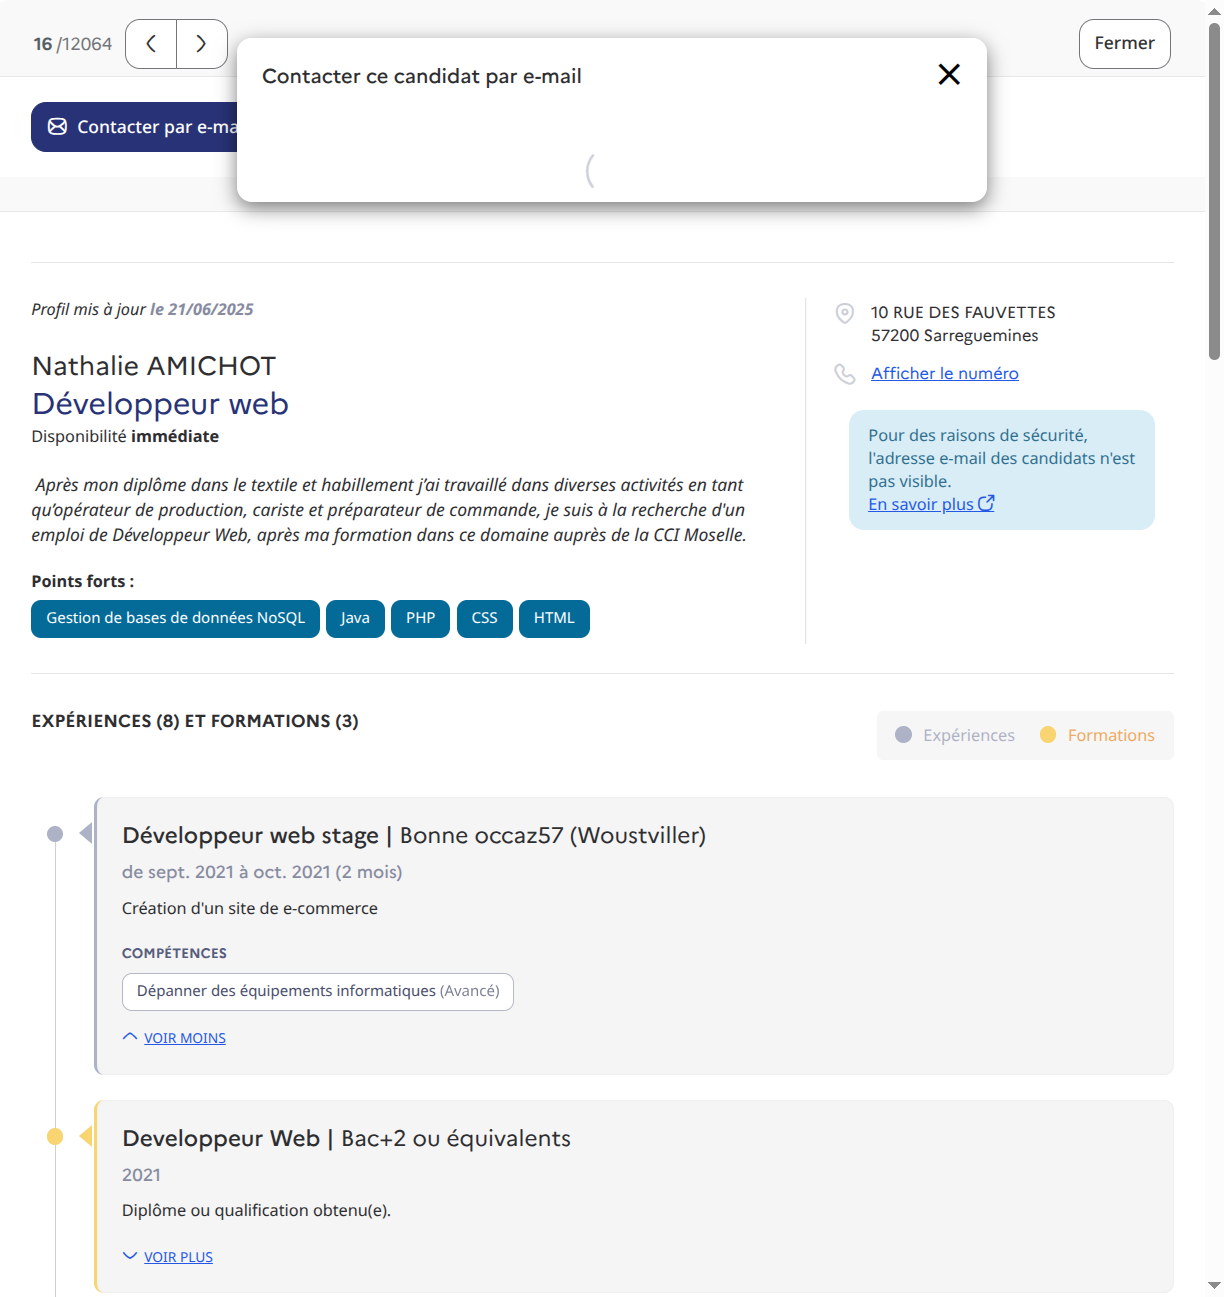 16 /12064
Fermer
Contacter ce candidat par e-mail
Contacter par e-ma
Profil mis à jour le 21/06/2025
Nathalie AMICHOT
Développeur web
Disponibilité immédiate
Après mon diplôme dans le textile et habillement j'ai travaillé dans diverses activités en tant
qu'opérateur de production, cariste et préparateur de commande, je suis à la recherche d'un
emploi de Développeur Web, après ma formation dans ce domaine auprès de la CCI Moselle.
Points forts :
Gestion de bases de données NoSQL
Java
PHP
CSS
HTML
10 RUE DES FAUVETTES
57200 Sarreguemines
Afficher le numéro
Pour des raisons de sécurité,
l'adresse e-mail des candidats n'est
pas visible.
En savoir plus
EXPÉRIENCES (8) ET FORMATIONS (3)
Expériences
Formations
Développeur web stage | Bonne occaz57 (Woustviller)
de sept. 2021 à oct. 2021 (2 mois)
Création d'un site de e-commerce
COMPÉTENCES
Dépanner des équipements informatiques (Avancé)
VOIR MOINS
Developpeur Web | Bac+2 ou équivalents
2021
Diplôme ou qualification obtenu(e).
VOIR PLUS